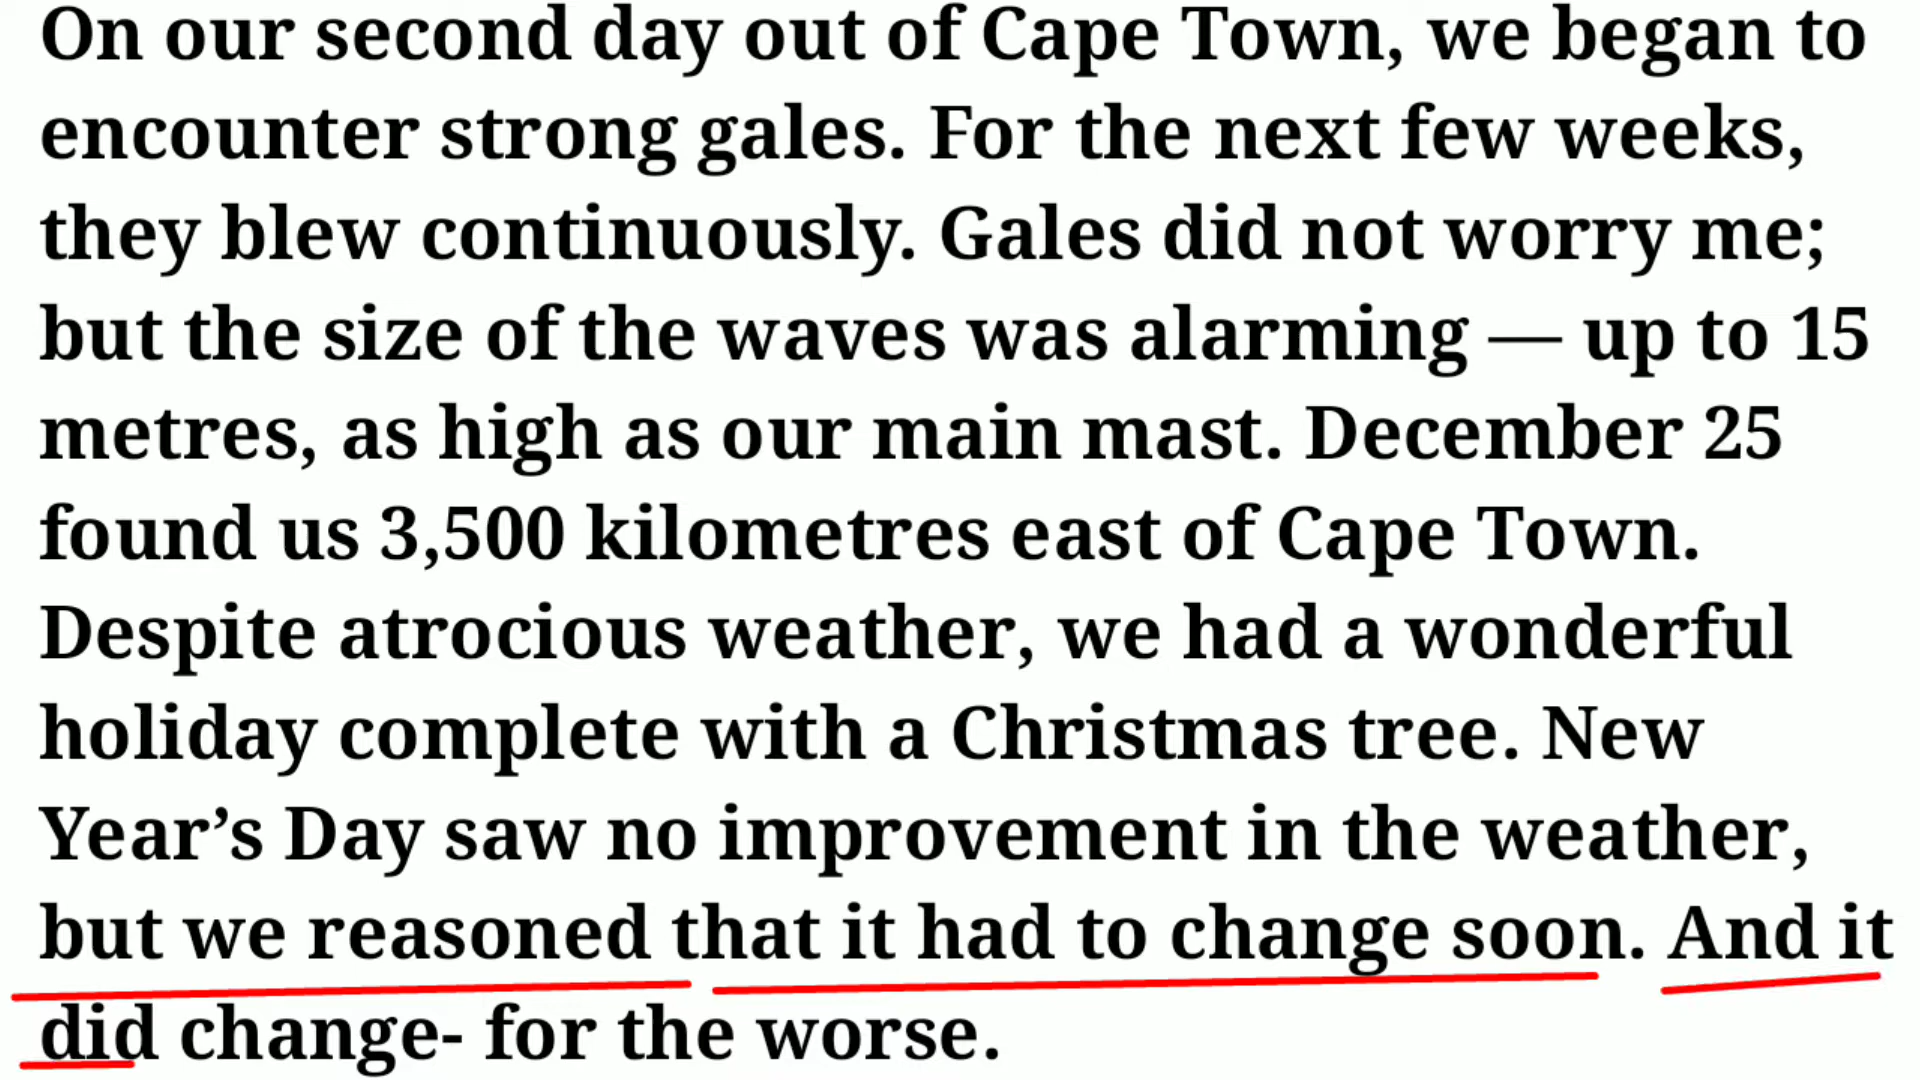 On our second day out of Cape Town, we began to
encounter strong gales. For the next few weeks,
they blew continuously. Gales did not worry me;
but the size of the waves was alarming — up to 15
metres, as high as our main mast. December 25
found us 3,500 kilometres east of Cape Town.
Despite atrocious weather, we had a wonderful
holiday complete with a Christmas tree. New
Year’s Day saw no improvement in the weather,
but we reasoned that it had to change soon. And it
did change- for the worse.